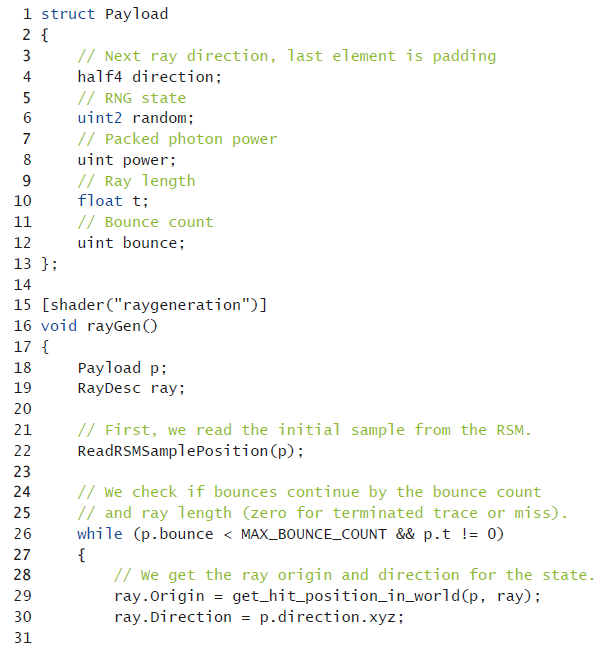 1 struct Payload
2 {
3     // Next ray direction, last element is padding
4     half4 direction;
5     // RNG state
6     uint2 random;
7     // Packed photon power
8     uint power;
9     // Ray length
10     float t;
11     // Bounce count
12     uint bounce;
13 };
14
15 [shader("raygeneration")]
16 void rayGen()
17 {
18     Payload p;
19     RayDesc ray;
20
21     // First, we read the initial sample from the RSM.
22     ReadRSMSamplePosition(p);
23
24     // We check if bounces continue by the bounce count
25     // and ray length (zero for terminated trace or miss).
26     while (p.bounce < MAX_BOUNCE_COUNT && p.t != 0)
27     {
28         // We get the ray origin and direction for the state.
29         ray.Origin = get_hit_position_in_world(p, ray);
30         ray.Direction = p.direction.xyz;
31